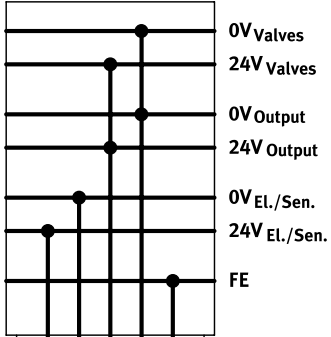 0V Valves
24V Valves
0V Output
24V Output
0V El./Sen.
24V El./Sen.
FE